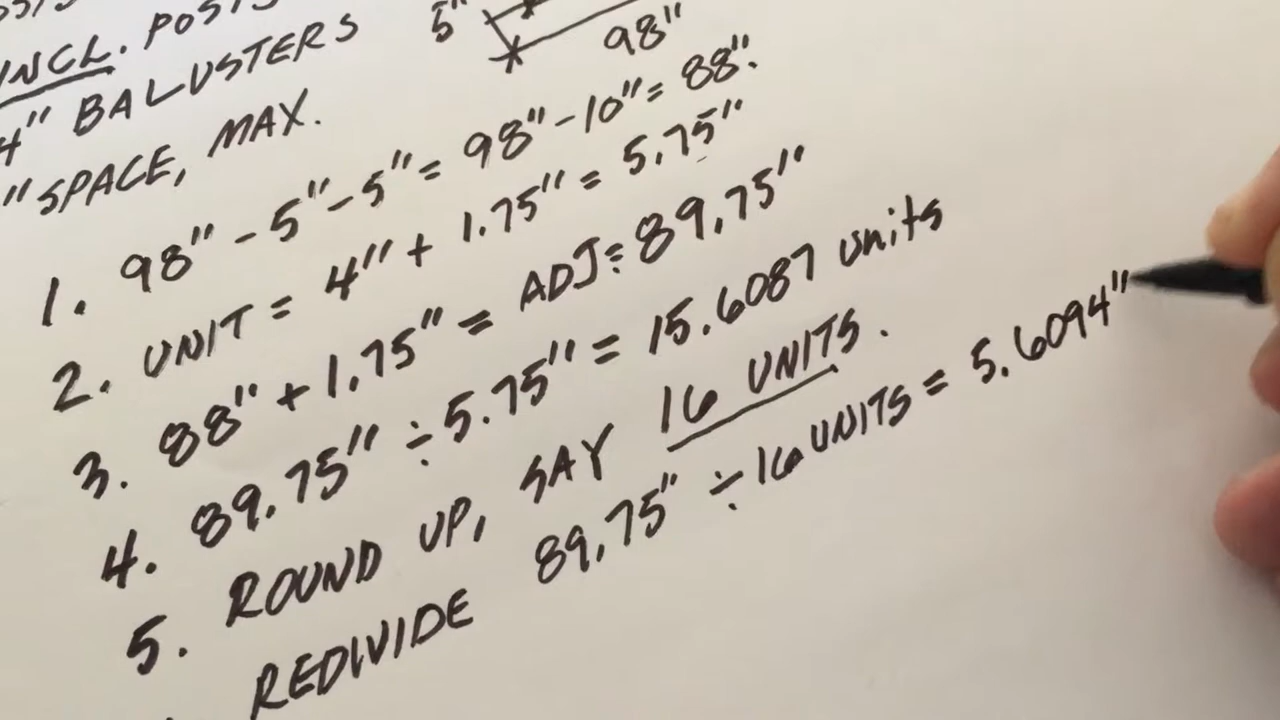 INCL. POSTS
4" BALUSTERS
" SPACE, MAX.
5"
98"
1. 98" - 5" - 5" = 98" - 10" = 88".
2. UNIT = 4" + 1.75" = 5.75"
3. 88" + 1.75" = ADJ = 89.75"
4. 89.75" ÷ 5.75" = 15.6087 units
5. ROUND UP, SAY 16 UNITS.
REDIVIDE 89.75" ÷ 16 UNITS = 5.6094"